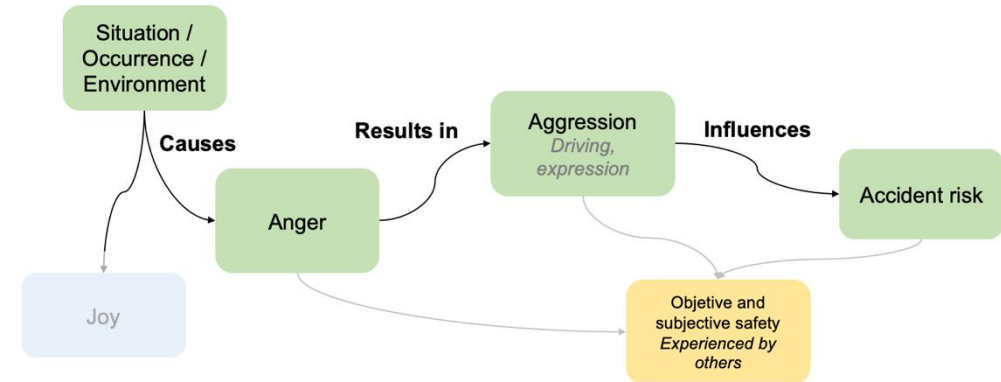 Situation /
Occurrence /
Environment
Causes
Results in
Aggression
Driving,
expression
Influences
Anger
Accident risk
Joy
Objetive and
subjective safety
Experienced by
others